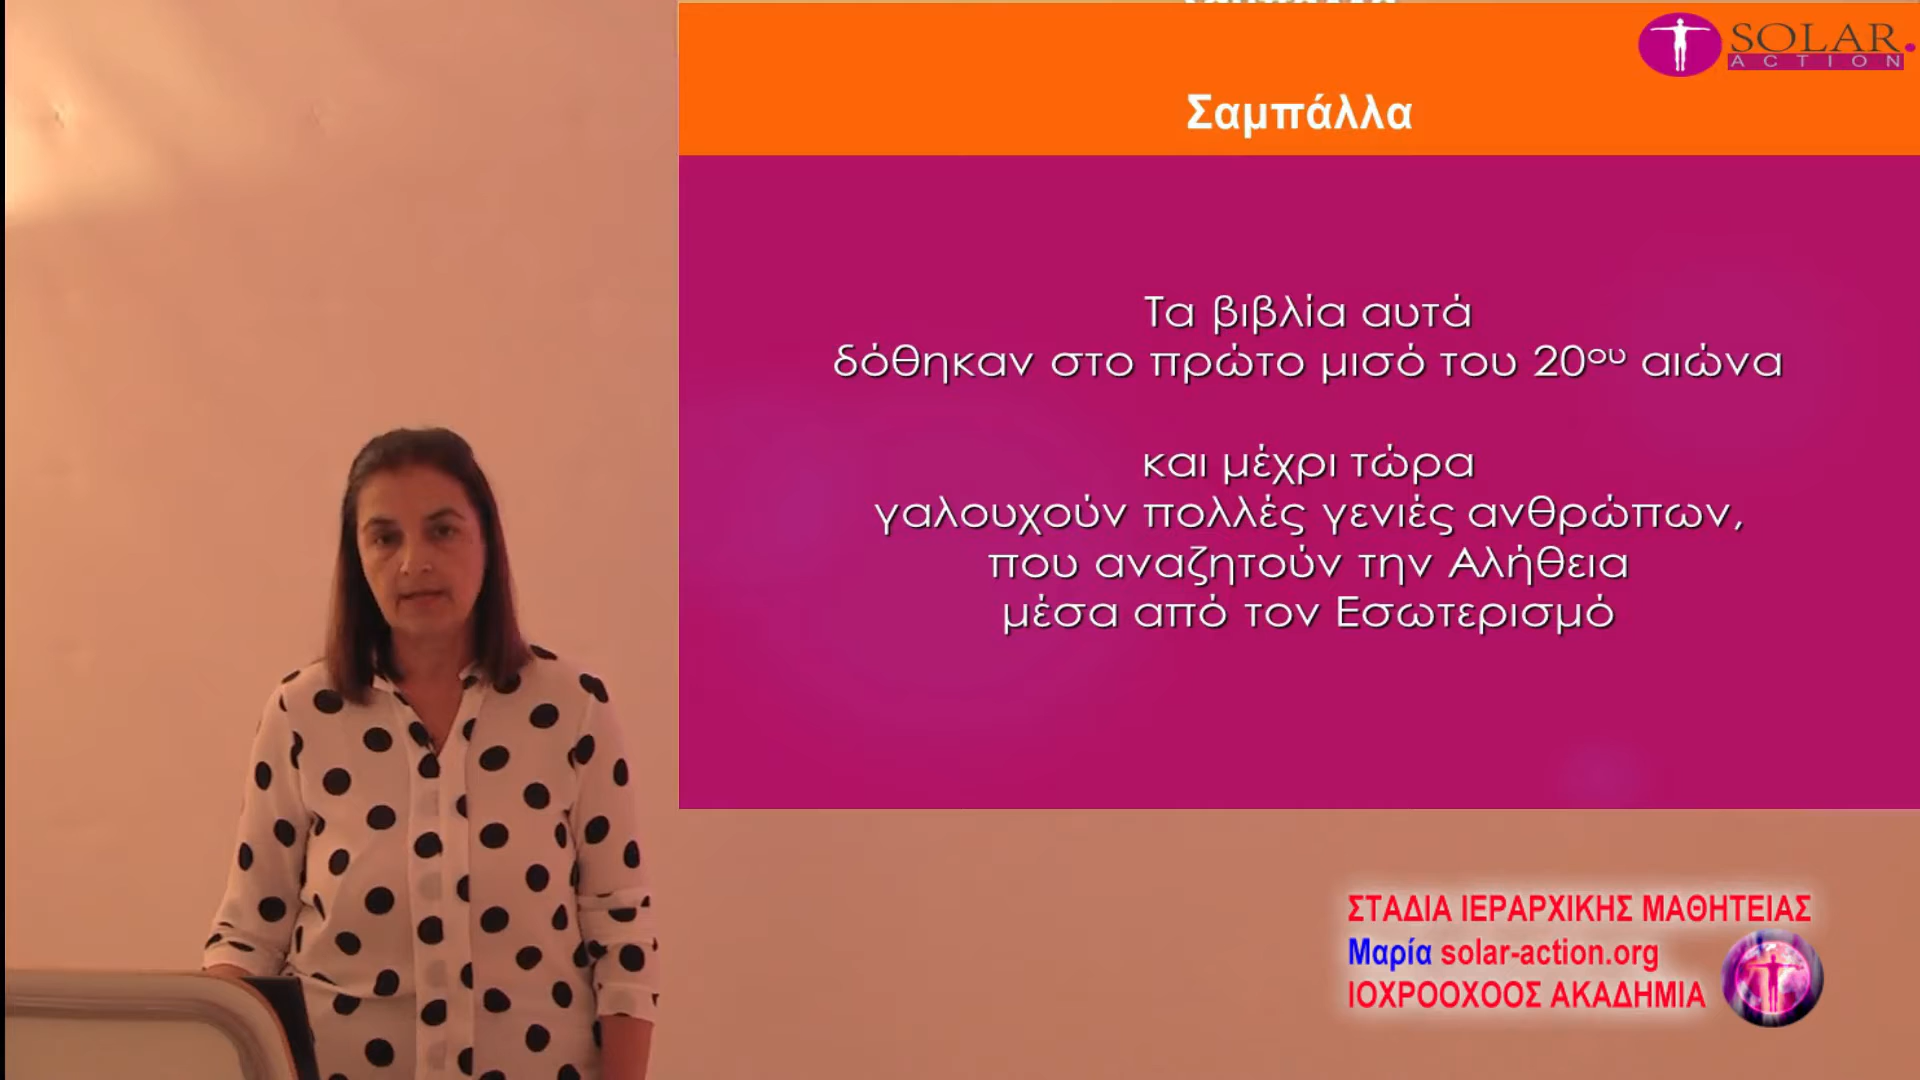 SOLAR.
ACTION
Σαμπάλλα
Τα βιβλία αυτά
δόθηκαν στο πρώτο μισό του 20ου αιώνα
και μέχρι τώρα
γαλουχούν πολλές γενιές ανθρώπων,
που αναζητούν την Αλήθεια
μέσα από τον Εσωτερισμό
ΣΤΑΔΙΑ ΙΕΡΑΡΧΙΚΗΣ ΜΑΘΗΤΕΙΑΣ
Μαρία solar-action.org
ΙΟΧΡΟΟΧΟΟΣ ΑΚΑΔΗΜΙΑ